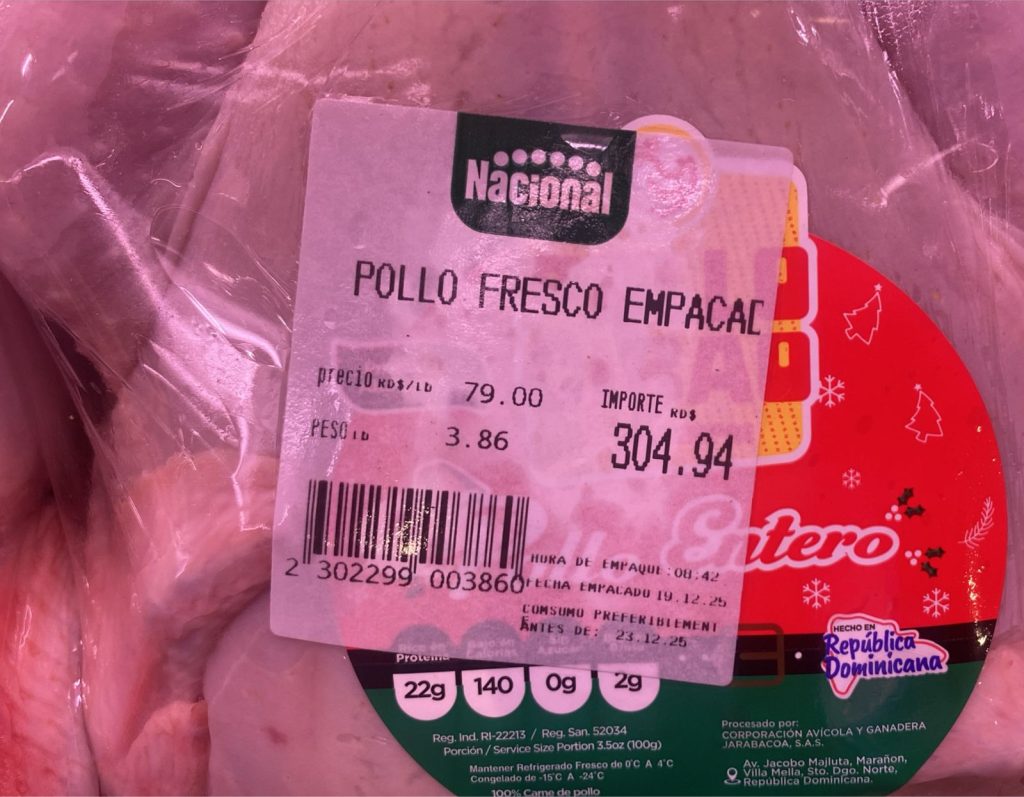 Nacional
POLLO FRESCO EMPACAD
precio RD$/LB 79.00
IMPORTE RD$
PESO LB 3.86
304.94
2 302299 003860
HORA DE EMPAQUE:08:42
FECHA EMPACADO 19.12.25
CONSUMO PREFERIBLEMENT
E
ANTES DE: 23.12.25
Entero
HECHO EN
República
Dominicana
Proteína
22g 140 0g 2g
Reg. Ind. RI-22213 / Reg. San. 52034
Porción / Service Size Portion 3.5oz (100g)
Mantener Refrigerado Fresco de 0°C A 4°C
Congelado de -15°C A -24°C
100% Carne de pollo
Procesado por:
CORPORACIÓN AVÍCOLA Y GANADERA
JARABACOA, S.A.S.
Av. Jacobo Majluta, Marañon,
Villa Mella, Sto. Dgo. Norte,
República Dominicana.